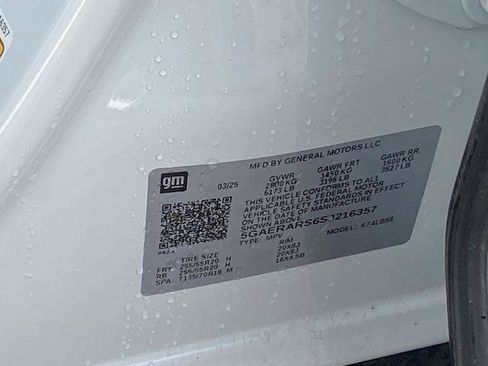 16357
MFD BY GENERAL MOTORS LLC
gm
03/25
GVWR GAWR FRT GAWR RR
2800 KG 1450 KG 1600 KG
6173 LB 3196 LB 3527 LB
THIS VEHICLE CONFORMS TO ALL
APPLICABLE U.S. FEDERAL MOTOR
VEHICLE SAFETY STANDARDS IN EFFECT
ON THE DATE OF MANUFACTURE
SHOWN ABOVE.
5GAERARS6SJ216357
TYPE: MPV MODEL: 674LB58
TIRE SIZE RIM
FRT 255/55R20 H 20X8J
RR 255/55R20 H 20X8J
SPA T135/70R18 M 18X4.5B